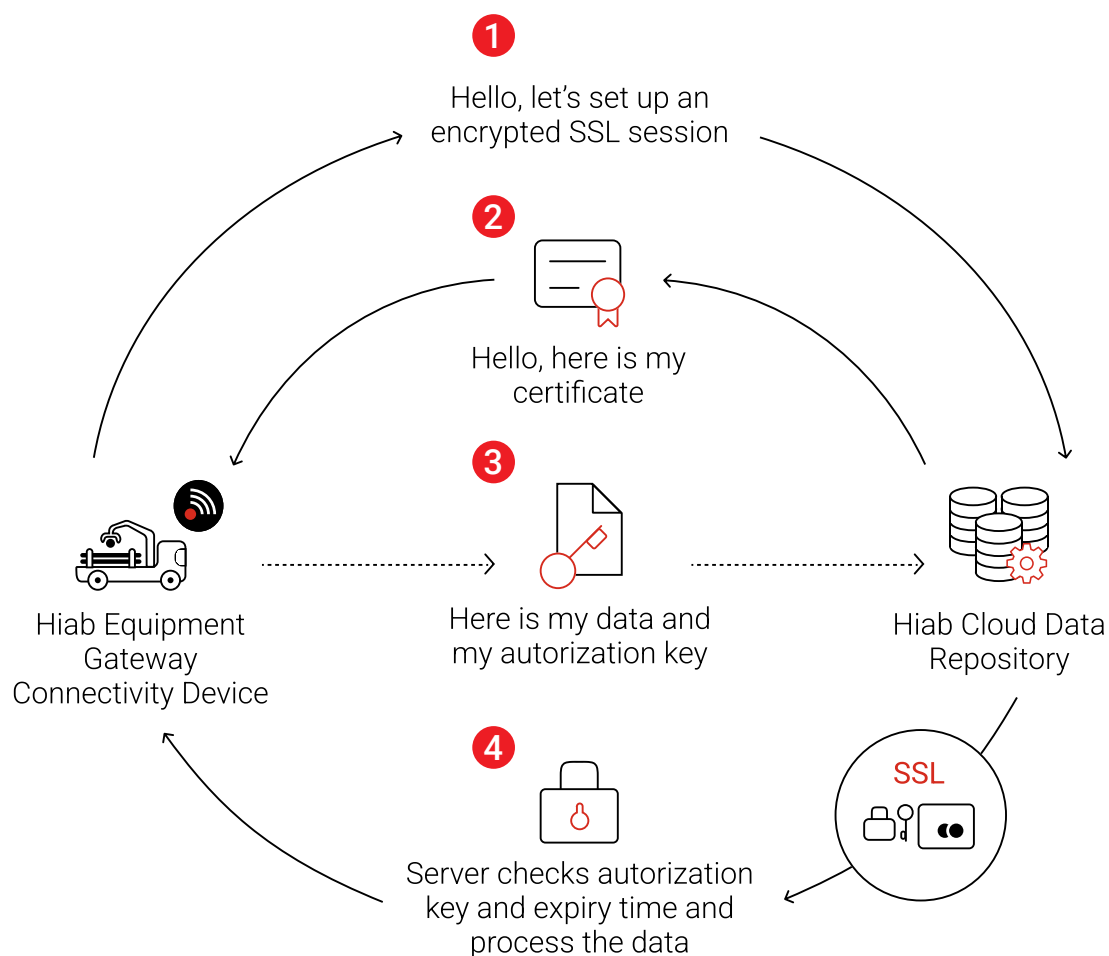 1
Hello, let's set up an
encrypted SSL session
2
Hello, here is my
certificate
3
Here is my data and
my autorization key
Hiab Equipment
Gateway
Connectivity Device
Hiab Cloud Data
Repository
4
SSL
Server checks autorization
key and expiry time and
process the data